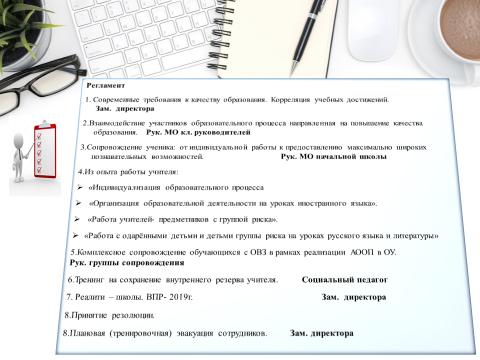 Регламент
1. Современные требования к качеству образования. Корреляция учебных достижений.
Зам. директора
2.Взаимодействие участников образовательного процесса направленная на повышение качества
образования. Рук. МО кл. руководителей
3.Сопровождение ученика: от индивидуальной работы к предоставлению максимально широких
познавательных возможностей. Рук. МО начальной школы
4.Из опыта работы учителя:
➢ «Индивидуализация образовательного процесса
➢ «Организация образовательной деятельности на уроках иностранного языка».
➢ «Работа учителей- предметников с группой риска».
➢ «Работа с одарёнными детьми и детьми группы риска на уроках русского языка и литературы»
5.Комплексное сопровождение обучающихся с ОВЗ в рамках реализации АООП в ОУ.
Рук. группы сопровождения
6.Тренинг на сохранение внутреннего резерва учителя. Социальный педагог
7. Реалити – школы. ВПР- 2019г. Зам. директора
8.Принятие резолюции.
8.Плановая (тренировочная) эвакуация сотрудников. Зам. директора